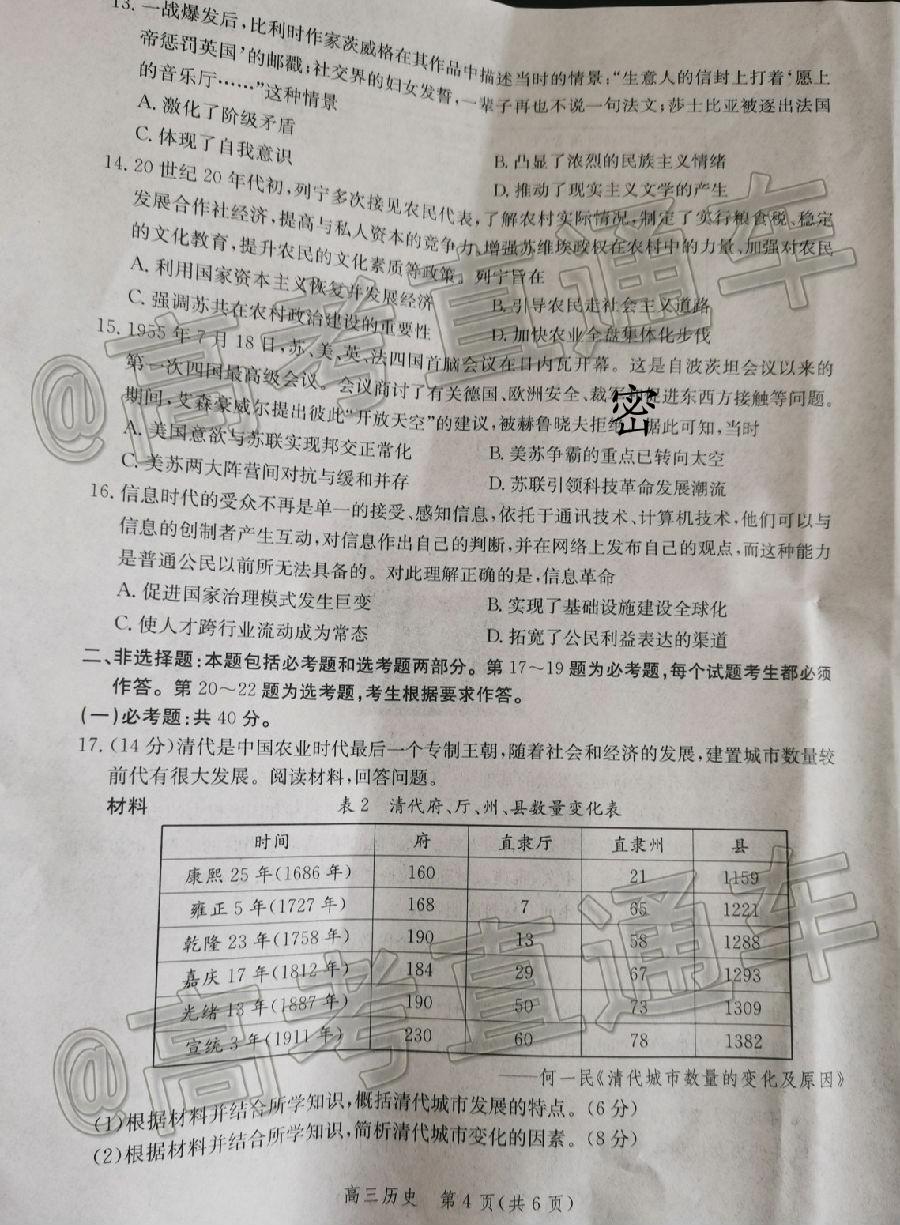 13. 一战爆发后,比利时作家茨威格在其作品中描述当时的情景:“生意人的信封上打着‘愿上
帝惩罚英国’的邮戳;社交界的妇女发誓,一辈子再也不说一句法文;莎士比亚被逐出法国
的音乐厅……”这种情景
A. 激化了阶级矛盾
B. 凸显了浓烈的民族主义情绪
C. 体现了自我意识
D. 推动了现实主义文学的产生
14. 20 世纪 20 年代初,列宁多次接见农民代表,了解农村实际情况,制定了实行粮食税、稳定
发展合作社经济,提高与私人资本的竞争力、增强苏维埃政权在农村中的力量、加强对农民
的文化教育,提升农民的文化素质等政策。列宁旨在
A. 利用国家资本主义恢复并发展经济
B. 引导农民走社会主义道路
C. 强调苏共在农村政治建设的重要性
D. 加快农业全盘集体化步伐
15. 1955 年 7 月 18 日,苏、美、英、法四国首脑会议在日内瓦开幕。这是自波茨坦会议以来的
第一次四国最高级会议。会议商讨了有关德国、欧洲安全、裁军 促进东西方接触等问题。
期间,艾森豪威尔提出彼此“开放天空”的建议,被赫鲁晓夫拒绝 据此可知,当时
密
A. 美国意欲与苏联实现邦交正常化
B. 美苏争霸的重点已转向太空
C. 美苏两大阵营间对抗与缓和并存
D. 苏联引领科技革命发展潮流
16. 信息时代的受众不再是单一的接受、感知信息,依托于通讯技术、计算机技术,他们可以与
信息的创制者产生互动,对信息作出自己的判断,并在网络上发布自己的观点,而这种能力
是普通公民以前所无法具备的。对此理解正确的是,信息革命
A. 促进国家治理模式发生巨变
B. 实现了基础设施建设全球化
C. 使人才跨行业流动成为常态
D. 拓宽了公民利益表达的渠道
二、非选择题:本题包括必考题和选考题两部分。第 17~19 题为必考题,每个试题考生都必须
作答。第 20~22 题为选考题,考生根据要求作答。
(一)必考题:共 40 分。
17. (14 分)清代是中国农业时代最后一个专制王朝,随着社会和经济的发展,建置城市数量较
前代有很大发展。阅读材料,回答问题。
材料 表 2 清代府、厅、州、县数量变化表
时间 府 直隶厅 直隶州 县
康熙 25 年(1686 年) 160 21 1159
雍正 5 年(1727 年) 168 7 65 1221
乾隆 23 年(1758 年) 190 13 58 1288
嘉庆 17 年(1812 年) 184 29 67 1293
光绪 13 年(1887 年) 190 50 73 1309
宣统 3 年(1911 年) 230 60 78 1382
——何一民《清代城市数量的变化及原因》
(1)根据材料并结合所学知识,概括清代城市发展的特点。(6 分)
(2)根据材料并结合所学知识,简析清代城市变化的因素。(8 分)
高三历史 第 4 页(共 6 页)
@高考直通车
@高考直通车